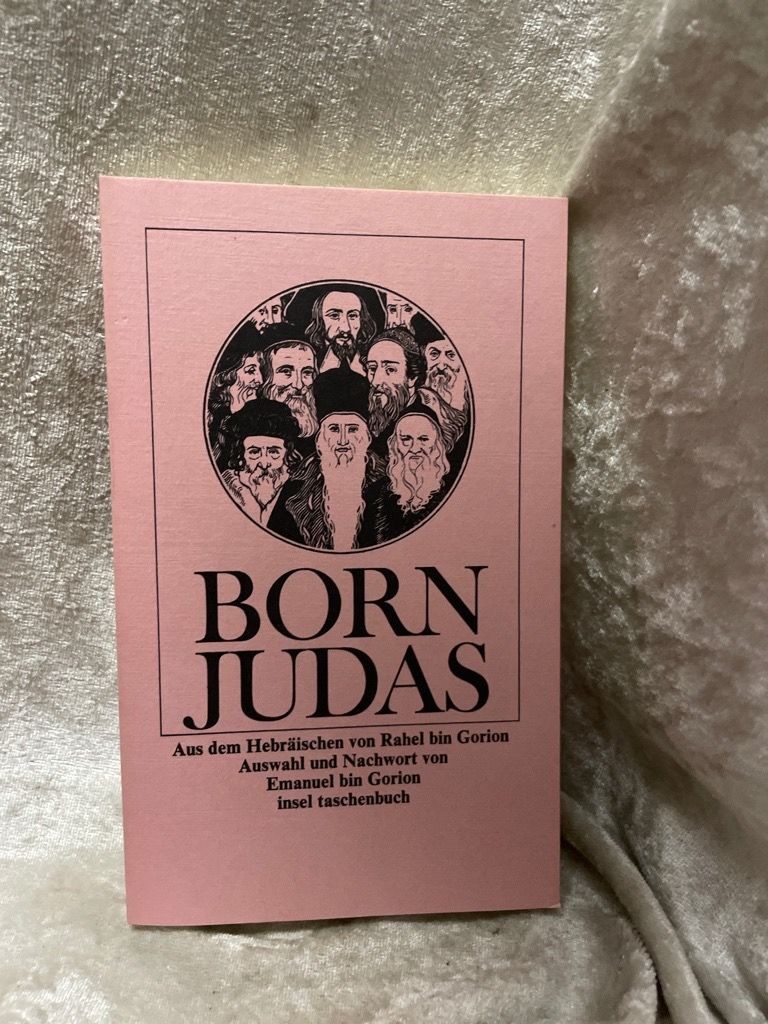 BORN
JUDAS
Aus dem Hebräischen von Rahel bin Gorion
Auswahl und Nachwort von
Emanuel bin Gorion
insel taschenbuch